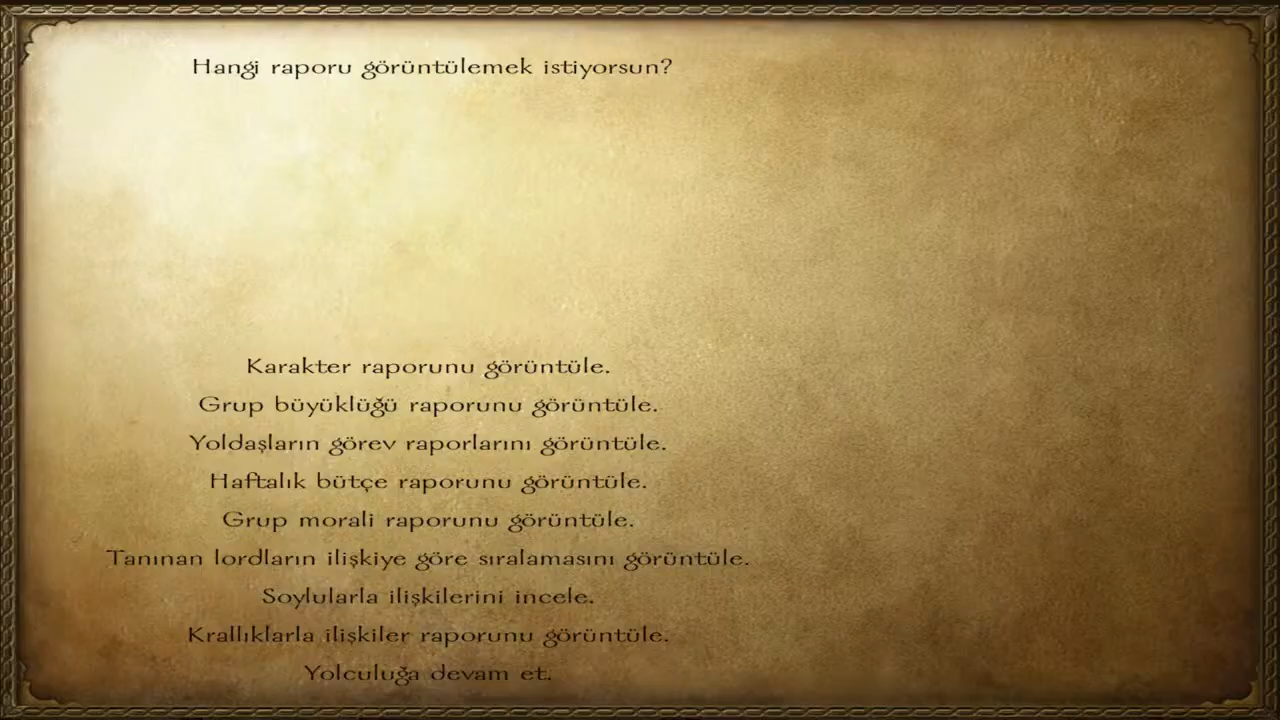 Hangi raporu görüntülemek istiyorsun?
Karakter raporunu görüntüle.
Grup büyüklüğü raporunu görüntüle.
Yoldaşların görev raporlarını görüntüle.
Haftalık bütçe raporunu görüntüle.
Grup morali raporunu görüntüle.
Tanınan lordların ilişkiye göre sıralamasını görüntüle.
Soylularla ilişkilerini incele.
Krallıklarla ilişkiler raporunu görüntüle.
Yolculuğa devam et.